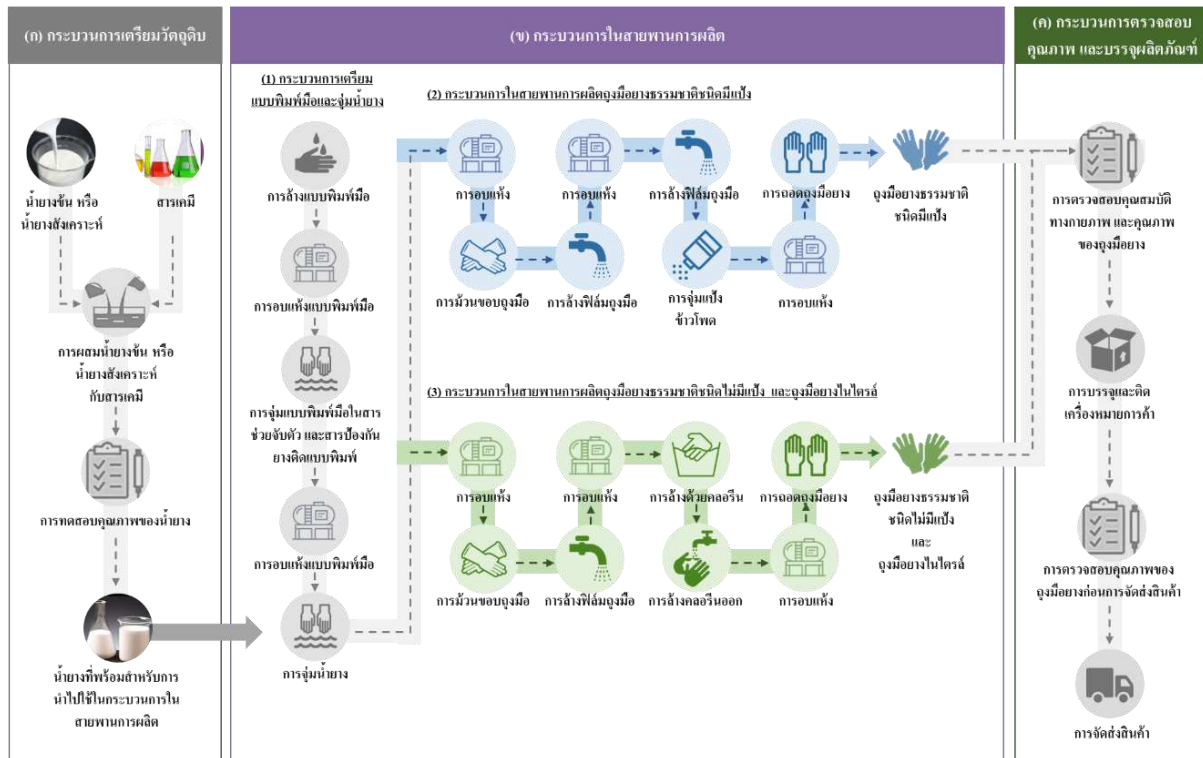 (ก) กระบวนการเตรียมวัตถุดิบ
น้ำยางข้น หรือ
น้ำยางสังเคราะห์
สารเคมี
การผสมน้ำยางข้น หรือ
น้ำยางสังเคราะห์
กับสารเคมี
การทดสอบคุณภาพของน้ำยาง
น้ำยางที่พร้อมสำหรับการ
นำไปใช้ในกระบวนการใน
สายพานการผลิต
(ข) กระบวนการในสายพานการผลิต
(1) กระบวนการเตรียม
แบบพิมพ์มือและจุ่มน้ำยาง
การล้างแบบพิมพ์มือ
การอบแห้งแบบพิมพ์มือ
การจุ่มแบบพิมพ์มือในสาร
ช่วยจับตัว และสารป้องกัน
ยางติดแบบพิมพ์
การอบแห้งแบบพิมพ์มือ
การจุ่มน้ำยาง
(2) กระบวนการในสายพานการผลิตถุงมือยางธรรมชาติชนิดมีแป้ง
การอบแห้ง
การอบแห้ง
การล้างฟิล์มถุงมือ
การถอดถุงมือยาง
ถุงมือยางธรรมชาติ
ชนิดมีแป้ง
การม้วนขอบถุงมือ
การล้างฟิล์มถุงมือ
การจุ่มแป้ง
ข้าวโพด
การอบแห้ง
(3) กระบวนการในสายพานการผลิตถุงมือยางธรรมชาติชนิดไม่มีแป้ง และถุงมือยางไนไตรล์
การอบแห้ง
การอบแห้ง
การล้างด้วยคลอรีน
การถอดถุงมือยาง
ถุงมือยางธรรมชาติ
ชนิดไม่มีแป้ง
และ
ถุงมือยางไนไตรล์
การม้วนขอบถุงมือ
การล้างฟิล์มถุงมือ
การล้างคลอรีนออก
การอบแห้ง
(ค) กระบวนการตรวจสอบ
คุณภาพ และบรรจุผลิตภัณฑ์
การตรวจสอบคุณสมบัติ
ทางกายภาพ และคุณภาพ
ของถุงมือยาง
การบรรจุและติด
เครื่องหมายการค้า
การตรวจสอบคุณภาพของ
ถุงมือยางก่อนการจัดส่งสินค้า
การจัดส่งสินค้า